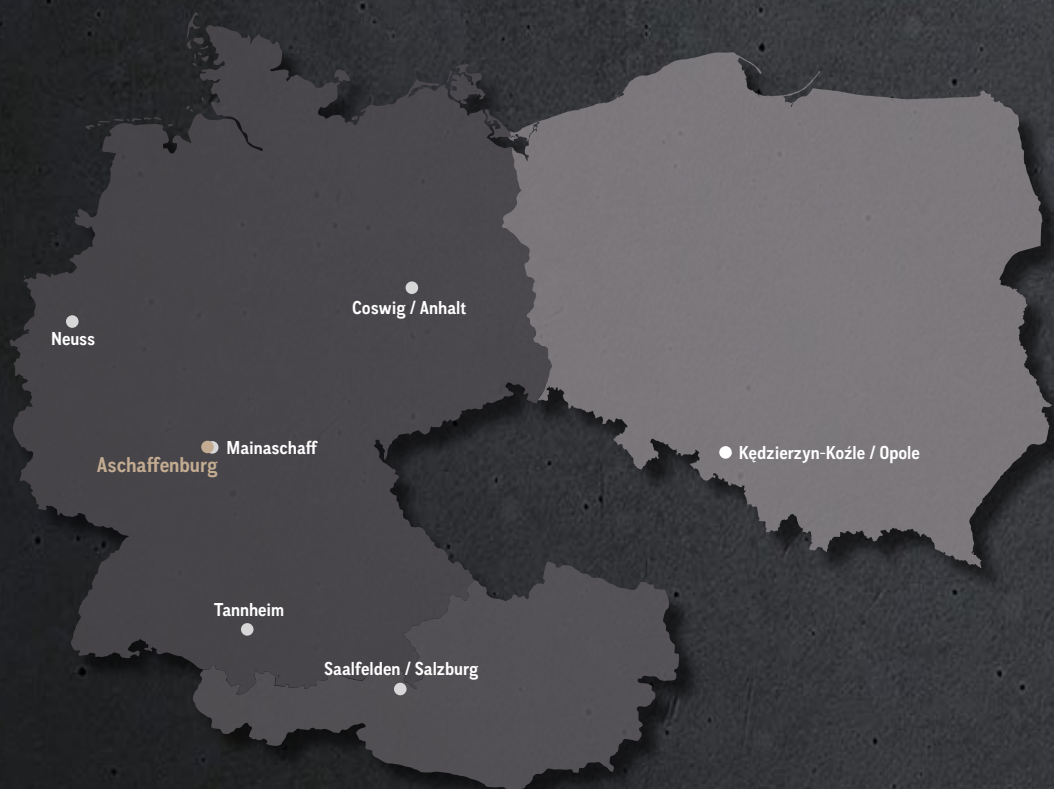 Coswig / Anhalt
Neuss
Mainaschaff
Aschaffenburg
Kędzierzyn-Koźle / Opole
Tannheim
Saalfelden / Salzburg